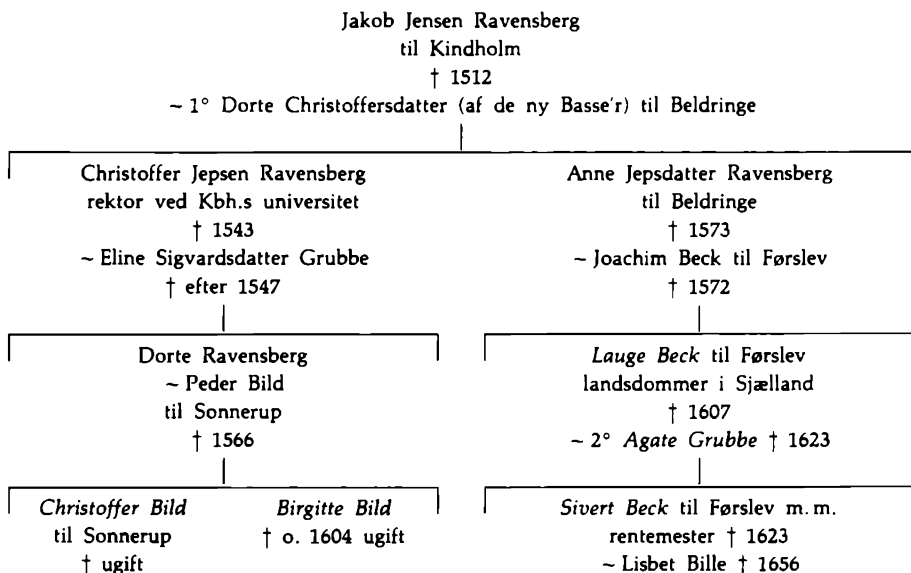 Jakob Jensen Ravensberg
til Kindholm
† 1512
~ 1° Dorte Christoffersdatter (af de ny Basse'r) til Beldringe
Christoffer Jepsen Ravensberg
rektor ved Kbh.s universitet
† 1543
~ Eline Sigvardsdatter Grubbe
† efter 1547
Anne Jepsdatter Ravensberg
til Beldringe
† 1573
~ Joachim Beck til Førslev
† 1572
Dorte Ravensberg
~ Peder Bild
til Sonnerup
† 1566
Lauge Beck til Førslev
landsdommer i Sjælland
† 1607
~ 2° Agate Grubbe † 1623
Christoffer Bild
til Sonnerup
† ugift
Birgitte Bild
† o. 1604 ugift
Sivert Beck til Førslev m.m.
rentemester † 1623
~ Lisbet Bille † 1656